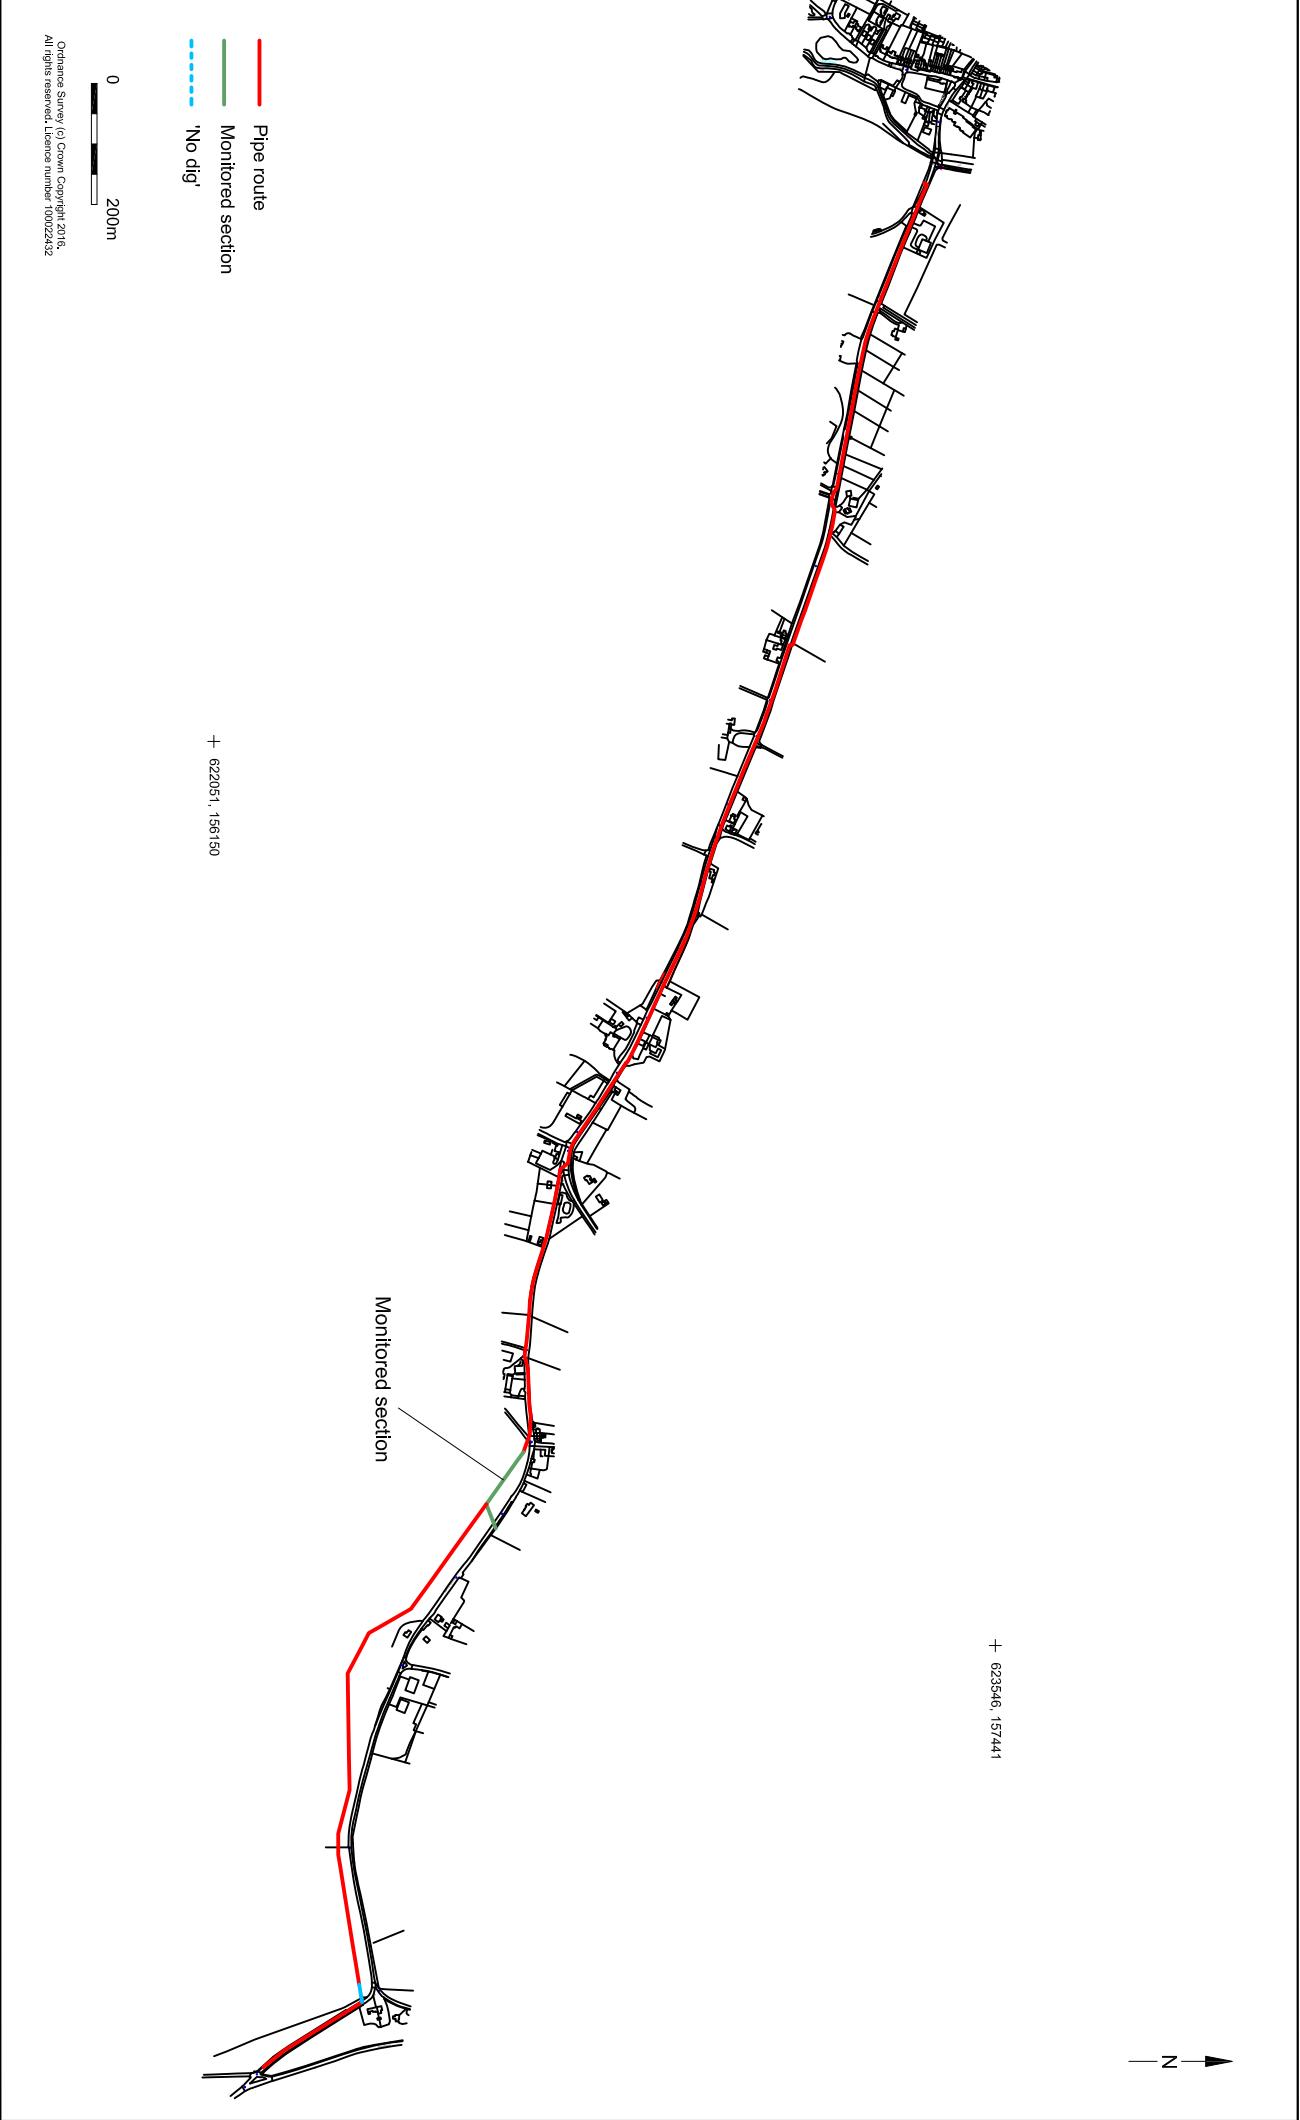 Pipe route
Monitored section
'No dig'
0 200m
Ordnance Survey (c) Crown Copyright 2016.
All rights reserved. Licence number 100022432
622051, 156150
Monitored section
623546, 157441
N